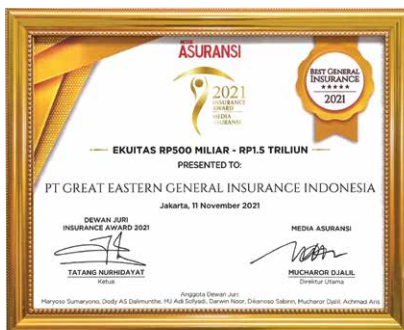 MEDIA
ASURANSI
2021
INSURANCE
AWARD
MEDIA
ASURANSI
BEST GENERAL
INSURANCE
2021
EKUITAS RP500 MILIAR - RP1.5 TRILIUN
PRESENTED TO:
PT GREAT EASTERN GENERAL INSURANCE INDONESIA
Jakarta, 11 November 2021
DEWAN JURI
INSURANCE AWARD 2021
MEDIA ASURANSI
TATANG NURHIDAYAT
Ketua
MUCHAROR DJALIL
Direktur Utama
Anggota Dewan Juri:
Maryoso Sumaryono, Dody AS Dalimunthe, MJ Adi Sofyadi, Darwin Noor, Dikaroso Sabirin, Mucharor Djalil, Achmad Aris